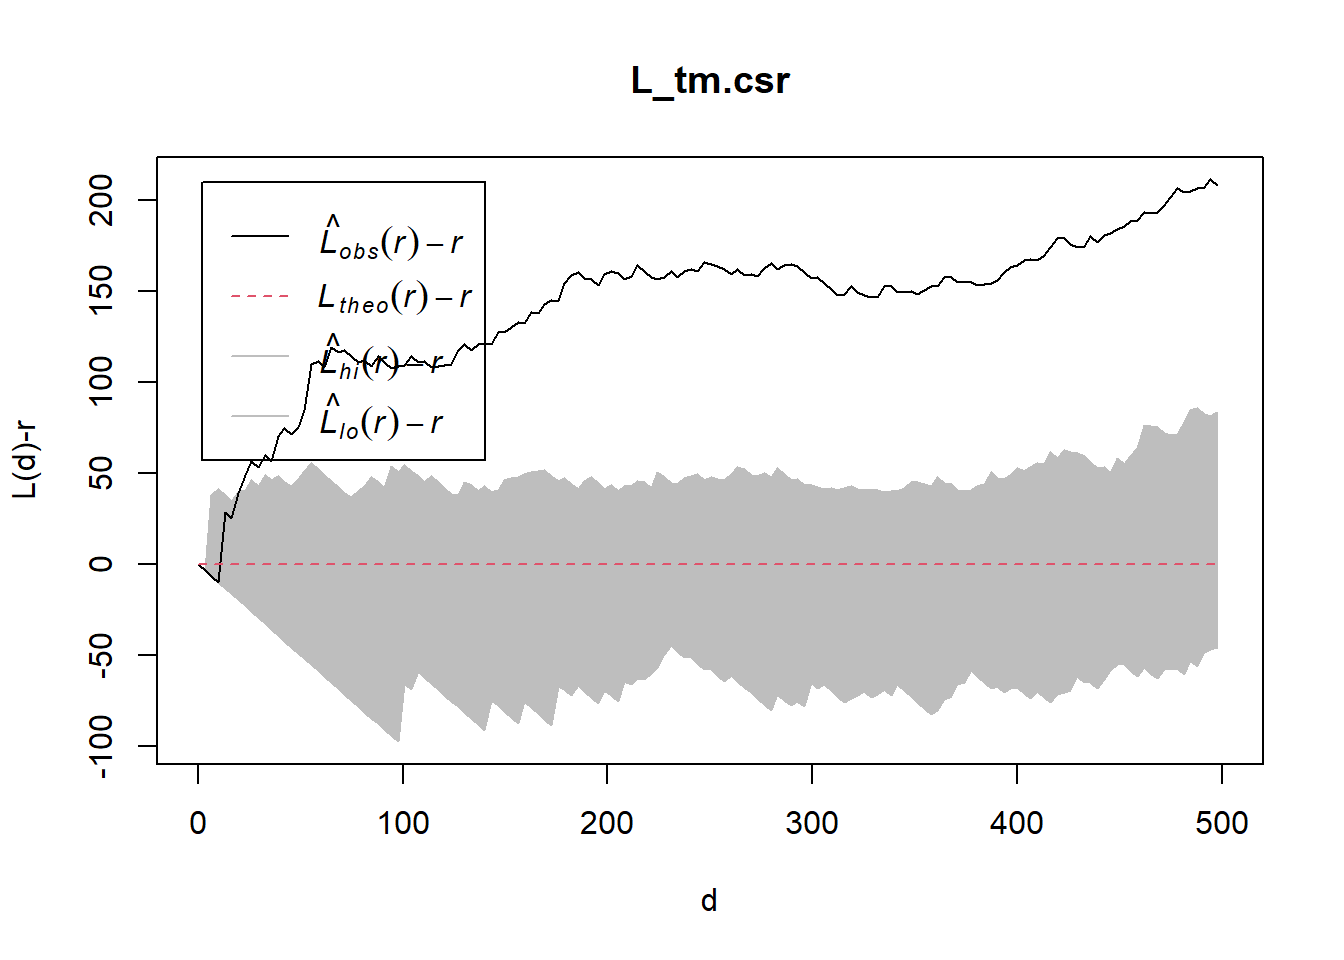 L_tm.csr
L̂obs(r) − r
Ltheo(r) − r
L̂hi(r) − r
L̂lo(r) − r
L(d)-r
200
150
100
50
0
-50
-100
0 100 200 300 400 500
d